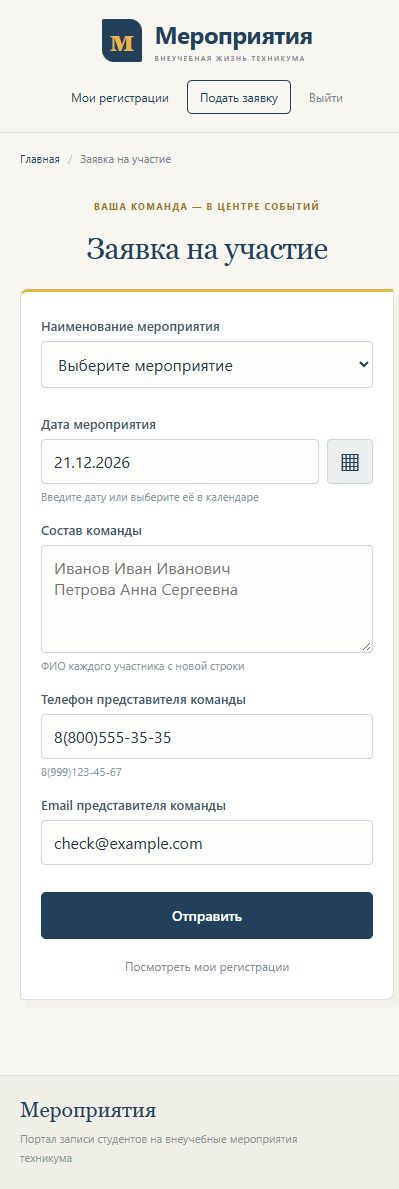 м
Мероприятия
ВНЕУЧЕБНАЯ ЖИЗНЬ ТЕХНИКУМА
Мои регистрации Подать заявку Выйти
Главная / Заявка на участие
ВАША КОМАНДА — В ЦЕНТРЕ СОБЫТИЙ
Заявка на участие
Наименование мероприятия
Выберите мероприятие
Дата мероприятия
21.12.2026
Введите дату или выберите её в календаре
Состав команды
Иванов Иван Иванович
Петрова Анна Сергеевна
ФИО каждого участника с новой строки
Телефон представителя команды
8(800)555-35-35
8(999)123-45-67
Email представителя команды
check@example.com
Отправить
Посмотреть мои регистрации
Мероприятия
Портал записи студентов на внеучебные мероприятия
техникума